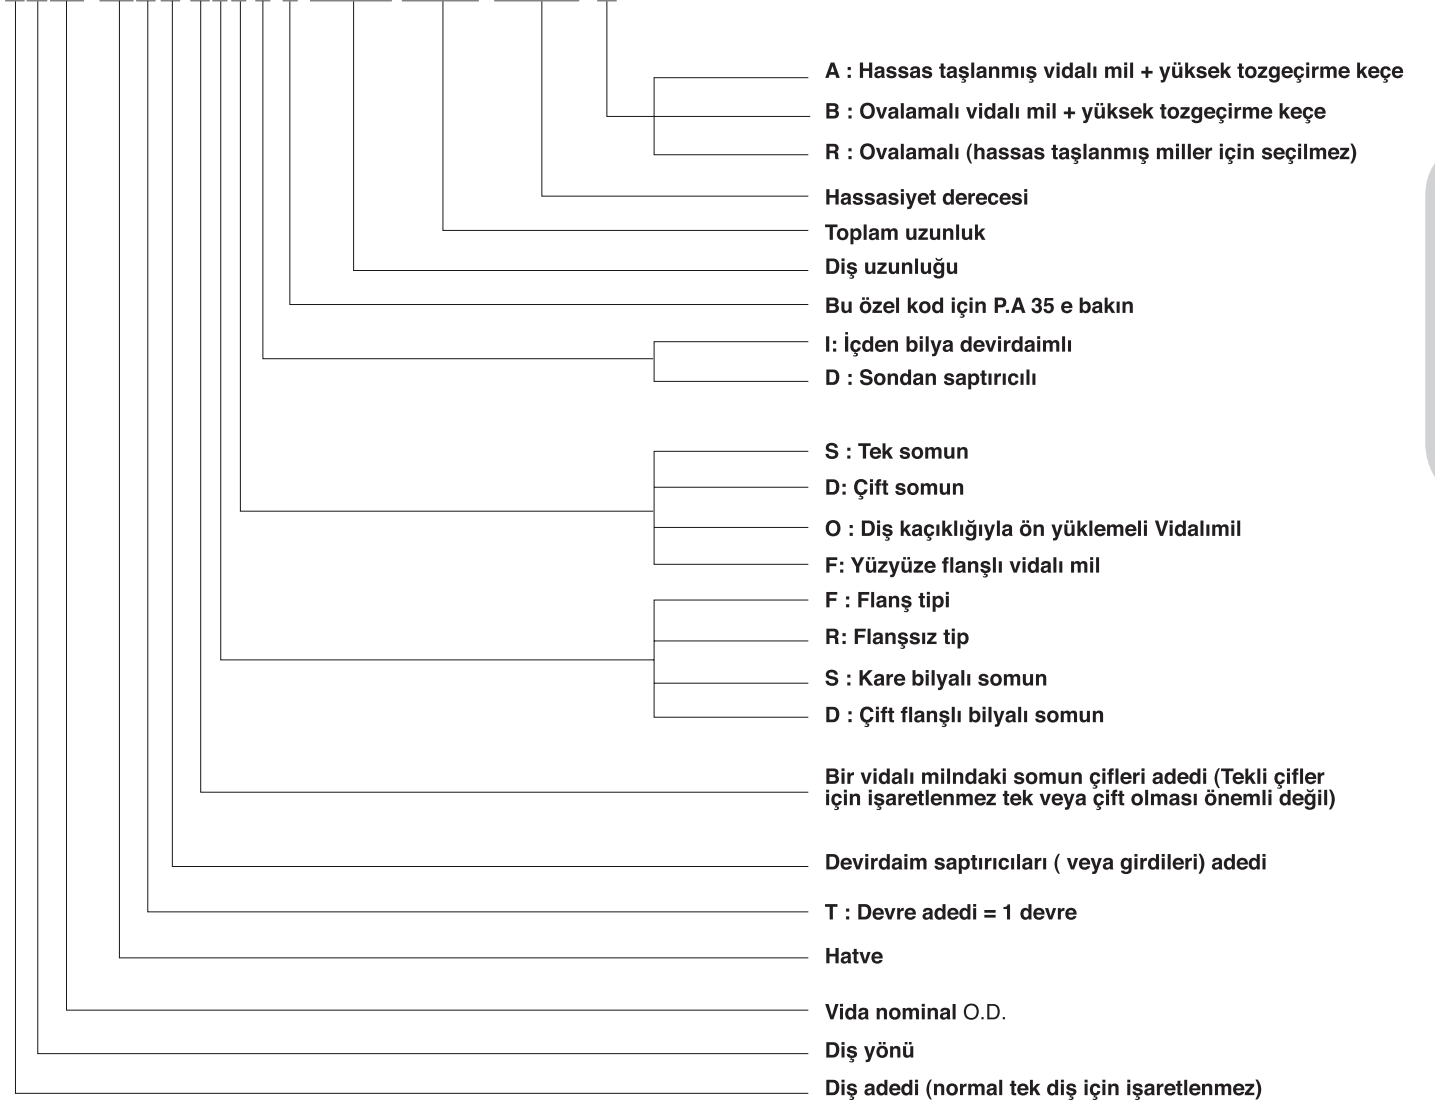 A : Hassas taşlanmış vidalı mil + yüksek tozgeçirme keçe
B : Ovalamalı vidalı mil + yüksek tozgeçirme keçe
R : Ovalamalı (hassas taşlanmış miller için seçilmez)
Hassasiyet derecesi
Toplam uzunluk
Diş uzunluğu
Bu özel kod için P.A 35 e bakın
I: İçden bilya devirdaimlı
D : Sondan saptırıcılı
S : Tek somun
D: Çift somun
O : Diş kaçıklığıyla ön yüklemeli Vidalımil
F: Yüzyüze flanşlı vidalı mil
F : Flanş tipi
R: Flanşsız tip
S : Kare bilyalı somun
D : Çift flanşlı bilyalı somun
Bir vidalı milndaki somun çifleri adedi (Tekli çifler
için işaretlenmez tek veya çift olması önemli değil)
Devirdaim saptırıcıları ( veya girdileri) adedi
T : Devre adedi = 1 devre
Hatve
Vida nominal O.D.
Diş yönü
Diş adedi (normal tek diş için işaretlenmez)